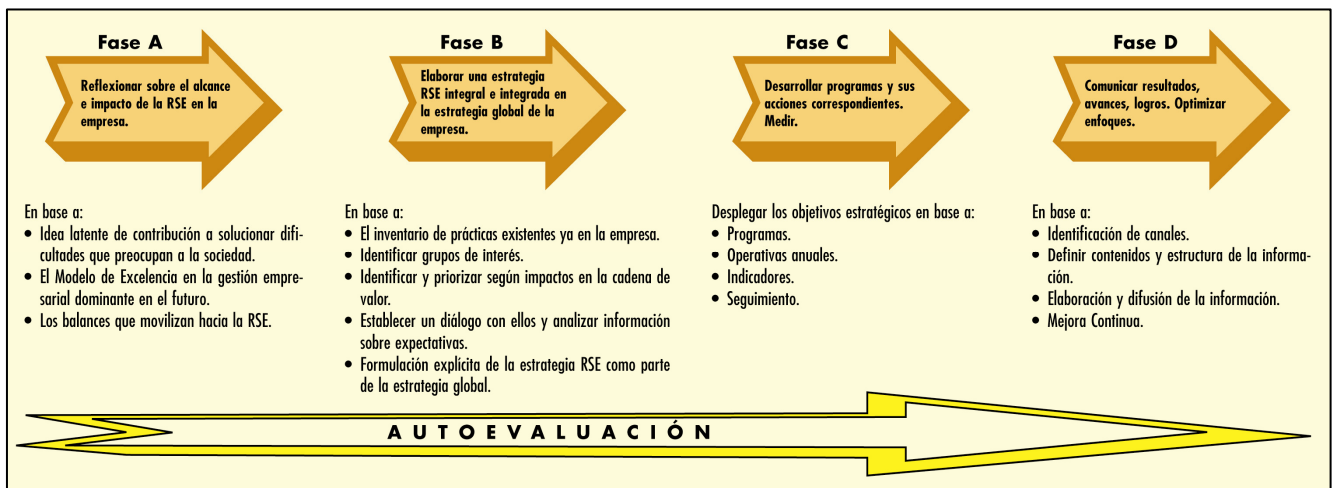 Fase A
Reflexionar sobre el alcance
e impacto de la RSE en la
empresa.
En base a:
• Idea latente de contribución a solucionar difi-
cultades que preocupan a la sociedad.
• El Modelo de Excelencia en la gestión empre-
sarial dominante en el futuro.
• Los balances que movilizan hacia la RSE.
Fase B
Elaborar una estrategia
RSE integral e integrada en
la estrategia global de la
empresa.
En base a:
• El inventario de prácticas existentes ya en la empresa.
• Identificar grupos de interés.
• Identificar y priorizar según impactos en la cadena de
valor.
• Establecer un diálogo con ellos y analizar información
sobre expectativas.
• Formulación explícita de la estrategia RSE como parte
de la estrategia global.
Fase C
Desarrollar programas y sus
acciones correspondientes.
Medir.
Desplegar los objetivos estratégicos en base a:
• Programas.
• Operativas anuales.
• Indicadores.
• Seguimiento.
Fase D
Comunicar resultados,
avances, logros. Optimizar
enfoques.
En base a:
• Identificación de canales.
• Definir contenidos y estructura de la informa-
ción.
• Elaboración y difusión de la información.
• Mejora Continua.
AUTOEVALUACIÓN